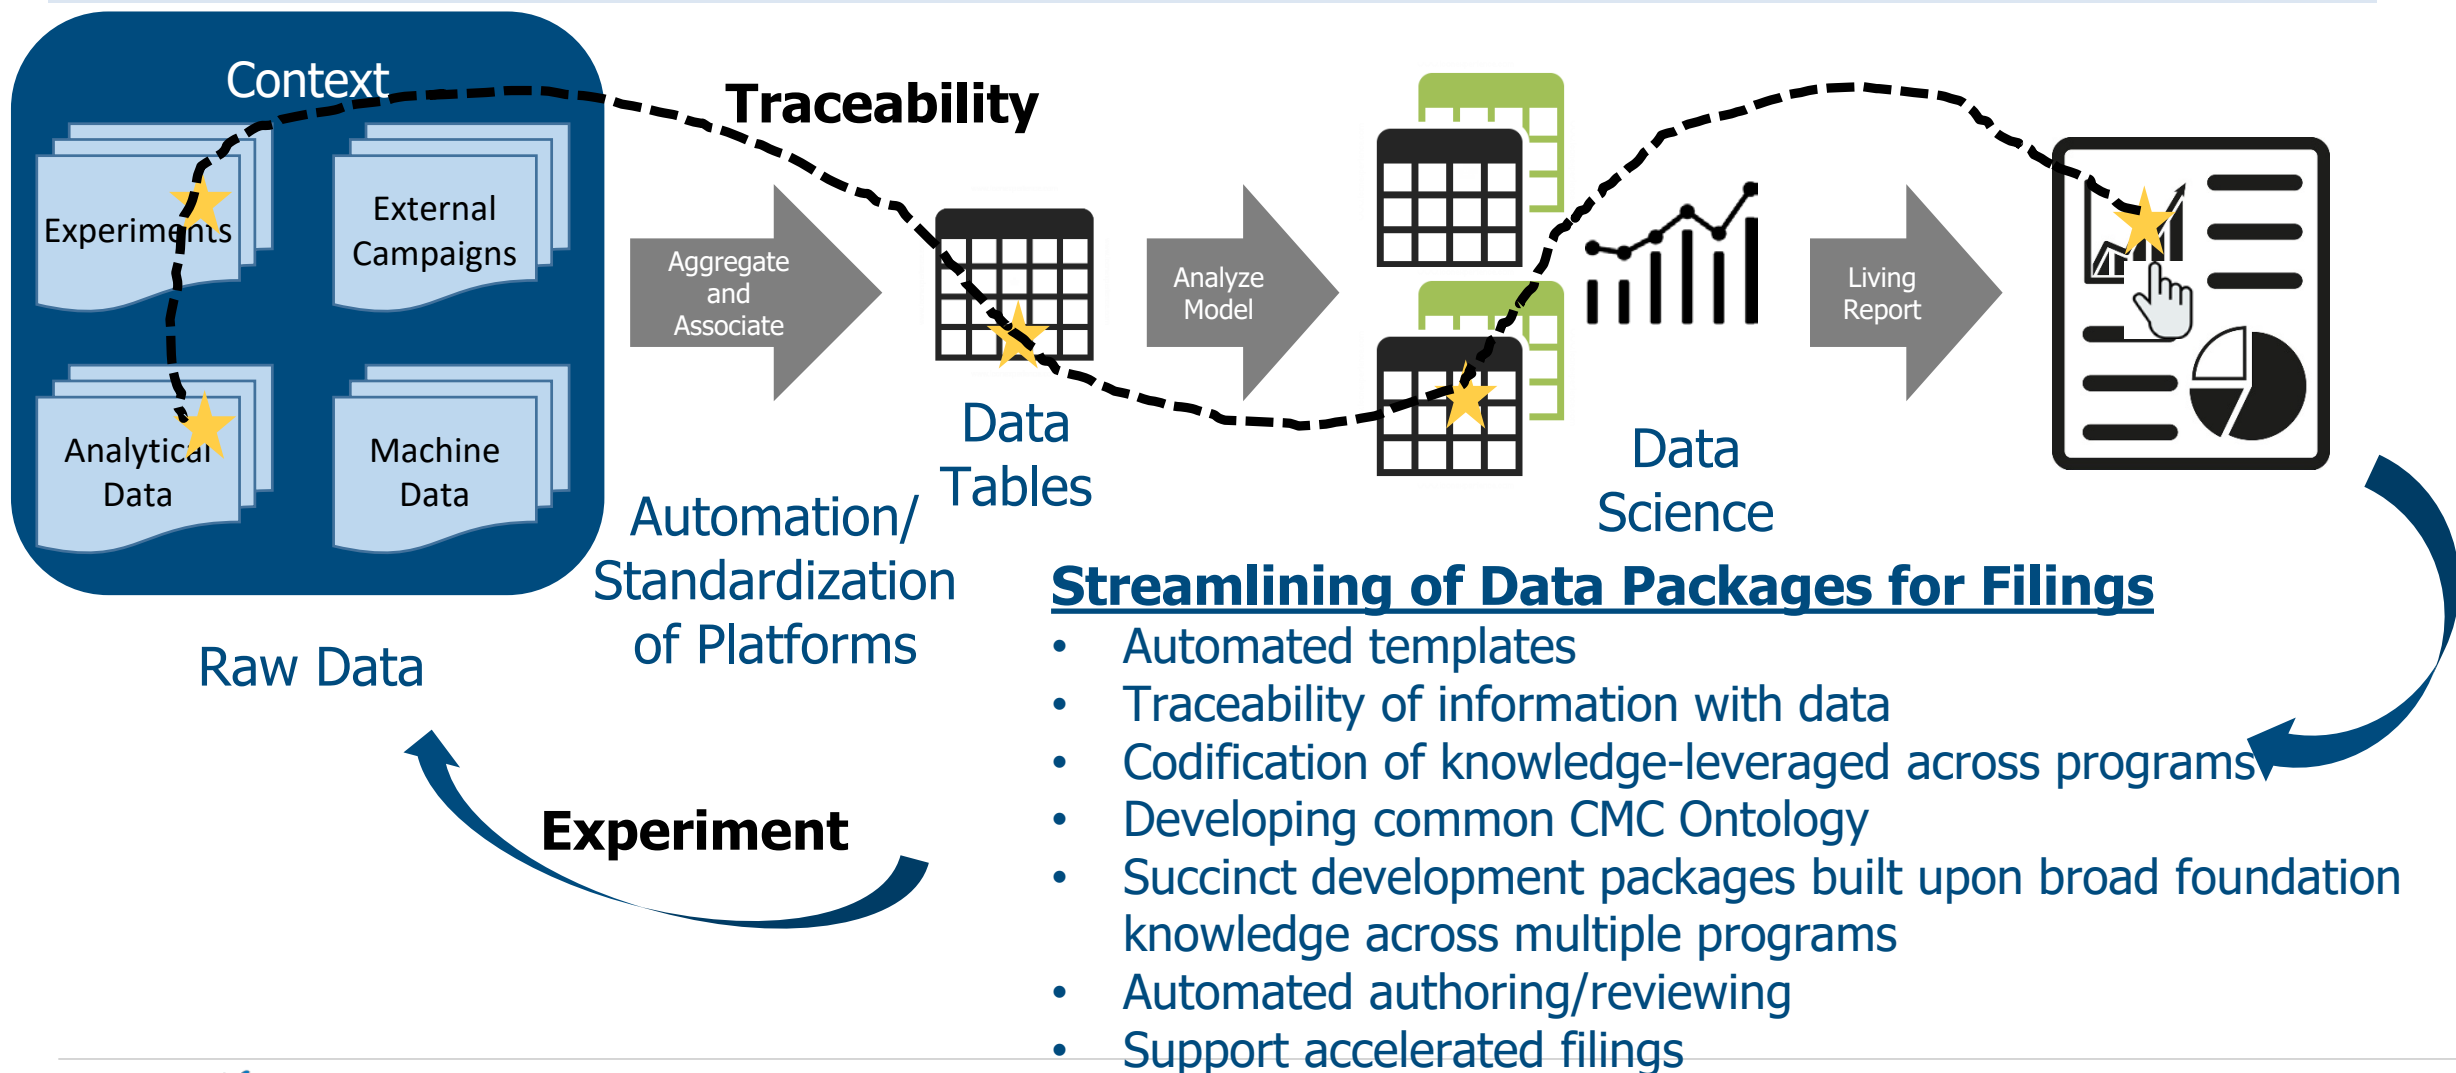 Context
Traceability
Experiments
External
Campaigns
Analytical
Data
Machine
Data
Raw Data
Aggregate
and
Associate
Automation/
Standardization
of Platforms
Data
Tables
Analyze
Model
Data
Science
Living
Report
Experiment
Streamlining of Data Packages for Filings
• Automated templates
• Traceability of information with data
• Codification of knowledge-leveraged across programs
• Developing common CMC Ontology
• Succinct development packages built upon broad foundation
knowledge across multiple programs
• Automated authoring/reviewing
• Support accelerated filings